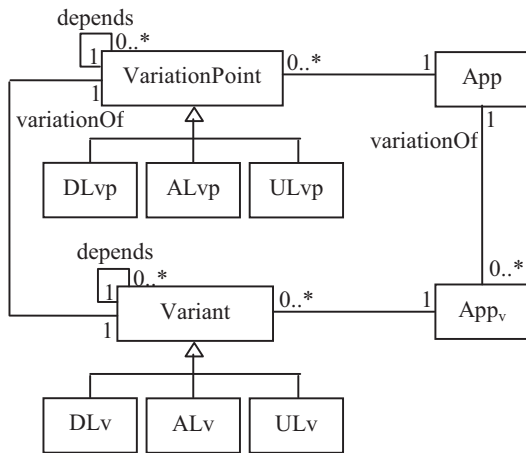 depends
1 0..*
VariationPoint 0..* 1 App
1 1
variationOf variationOf
DLvp ALvp ULvp
depends
1 0..* 0..*
Variant 0..* 1 Appv
1
DLv ALv ULv